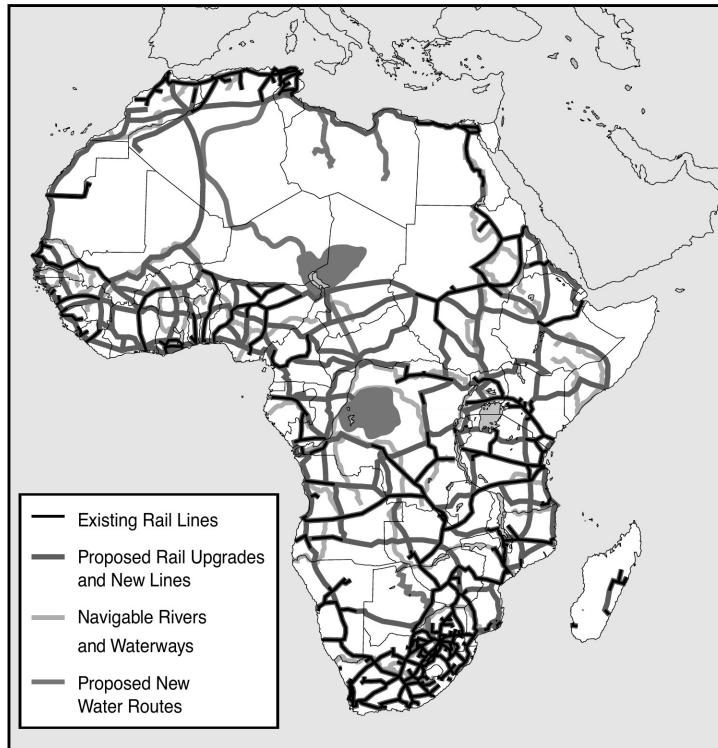 Existing Rail Lines
Proposed Rail Upgrades
and New Lines
Navigable Rivers
and Waterways
Proposed New
Water Routes